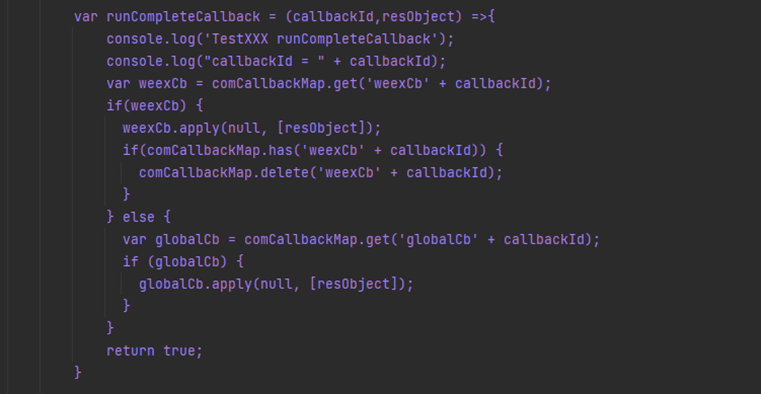 var runCompleteCallback = (callbackId,resObject) =>{
console.log('TestXXX runCompleteCallback');
console.log("callbackId = " + callbackId);
var weexCb = comCallbackMap.get('weexCb' + callbackId);
if(weexCb) {
weexCb.apply(null, [resObject]);
if(comCallbackMap.has('weexCb' + callbackId)) {
comCallbackMap.delete('weexCb' + callbackId);
}
} else {
var globalCb = comCallbackMap.get('globalCb' + callbackId);
if (globalCb) {
globalCb.apply(null, [resObject]);
}
}
return true;
}